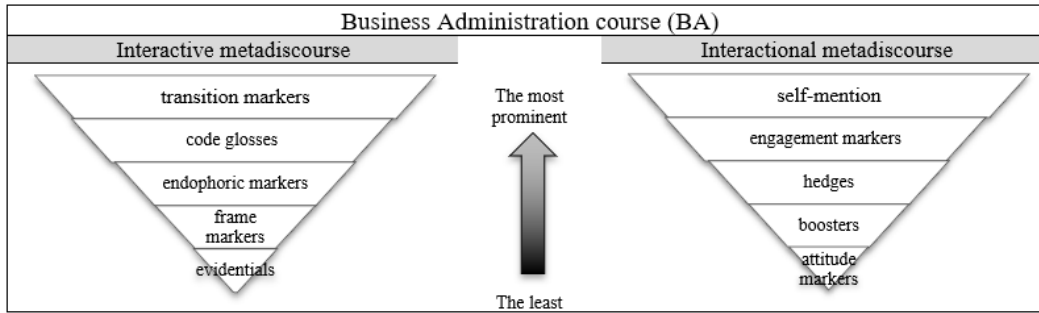 Business Administration course (BA)
Interactive metadiscourse
Interactional metadiscourse
transition markers
code glosses
endophoric markers
frame
markers
evidentials
The most
prominent
The least
self-mention
engagement markers
hedges
boosters
attitude
markers